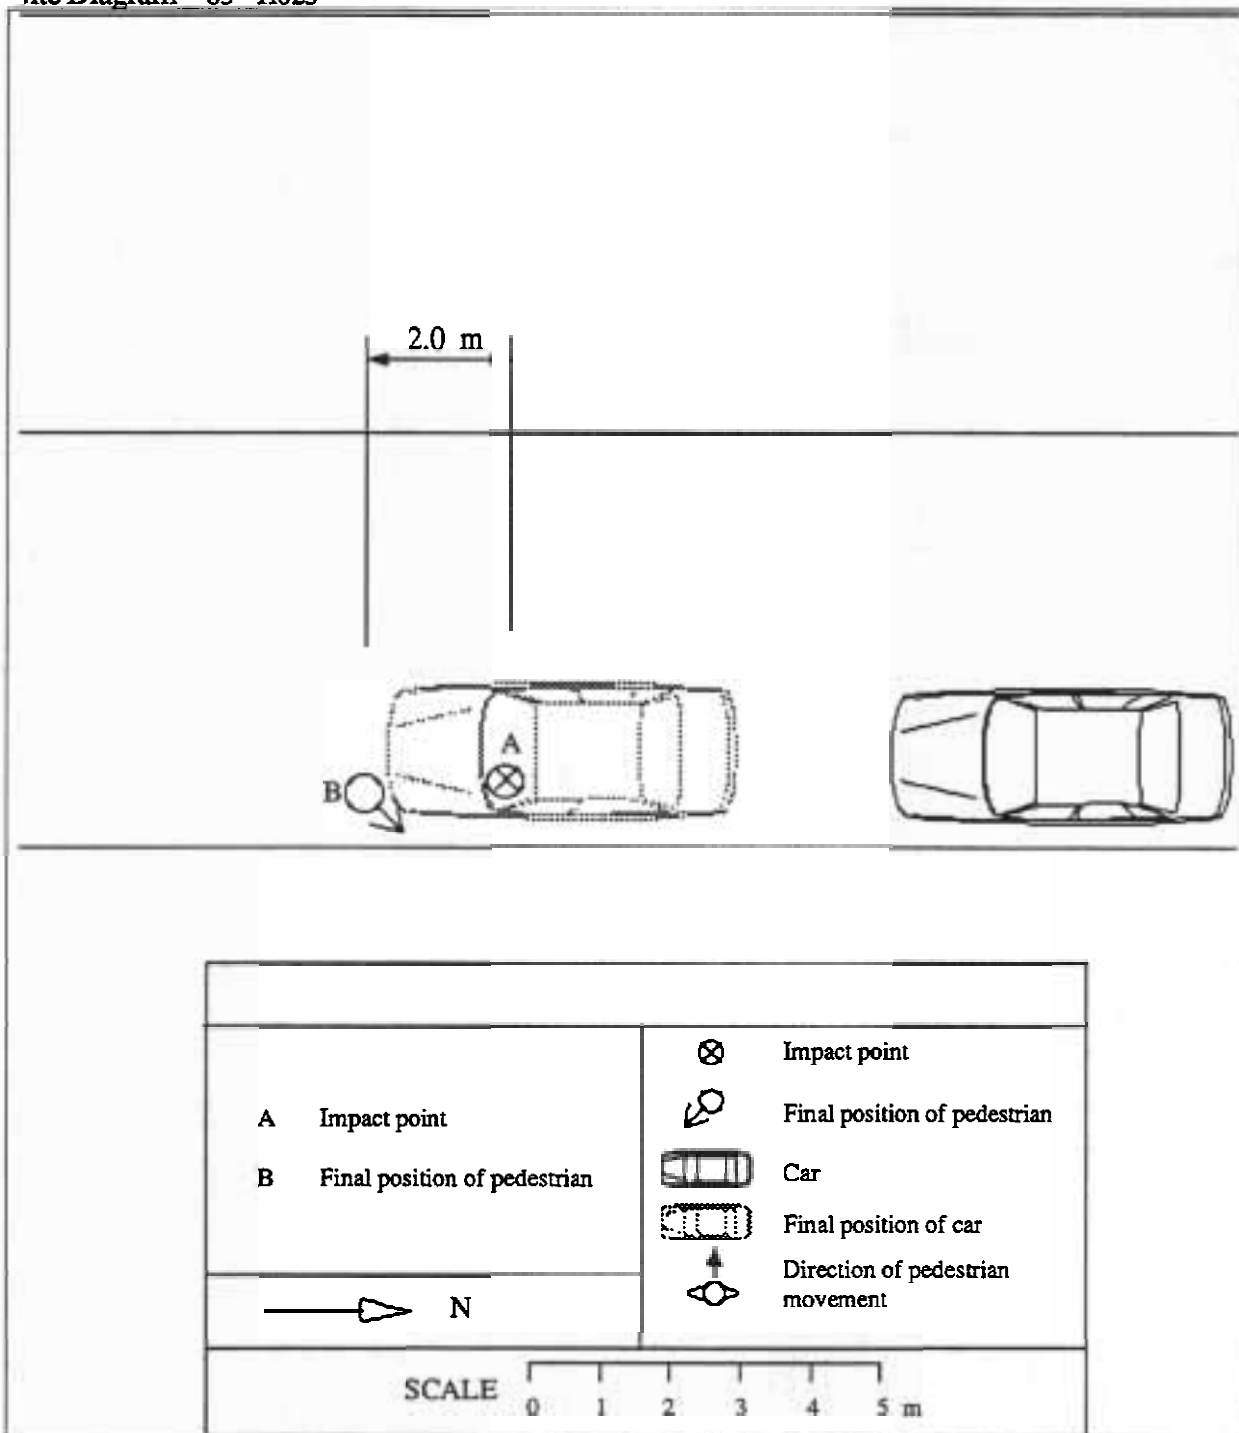 Diagram
2.0 m
A
B
A Impact point
B Final position of pedestrian
N
Impact point
Final position of pedestrian
Car
Final position of car
Direction of pedestrian
movement
SCALE
0 1 2 3 4 5 m